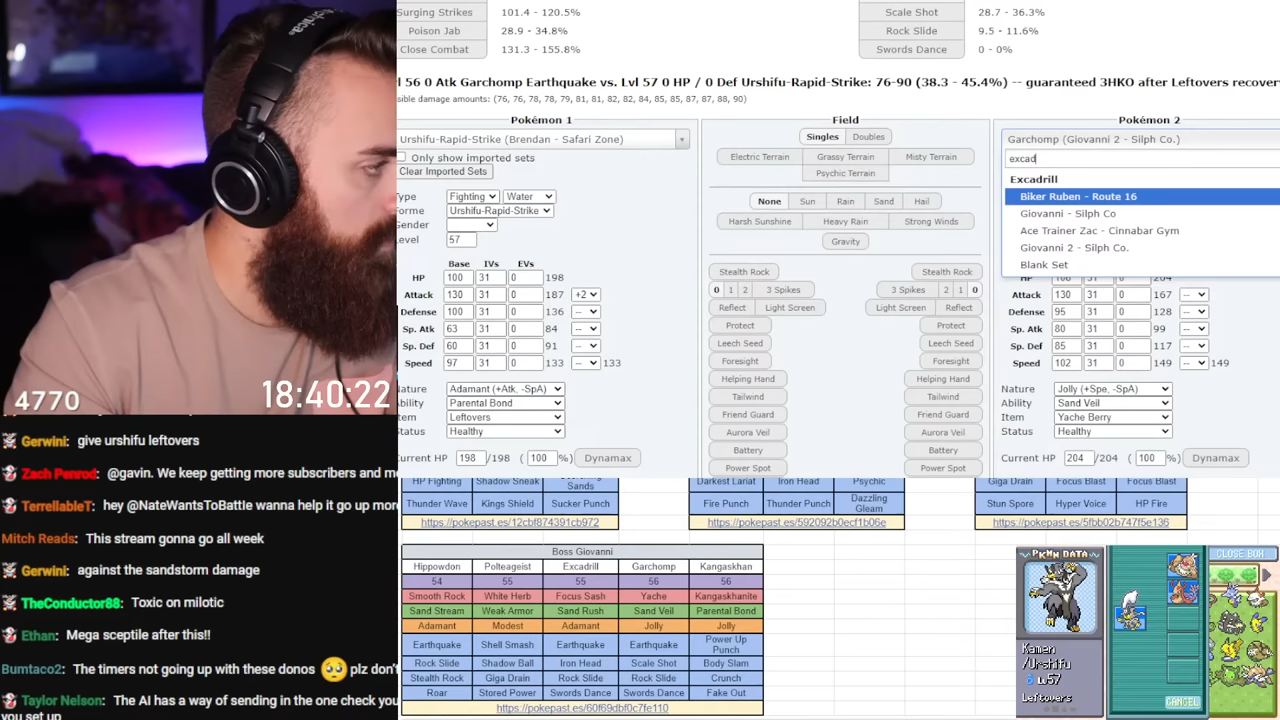 Surging Strikes 101.4 - 120.5%
Poison Jab 28.9 - 34.8%
Close Combat 131.3 - 155.8%
Scale Shot 28.7 - 36.3%
Rock Slide 9.5 - 11.6%
Swords Dance 0 - 0%
l 56 0 Atk Garchomp Earthquake vs. Lvl 57 0 HP / 0 Def Urshifu-Rapid-Strike: 76-90 (38.3 - 45.4%) -- guaranteed 3HKO after Leftovers recover
sible damage amounts: (76, 76, 78, 78, 79, 81, 81, 82, 82, 84, 85, 85, 87, 87, 88, 90)
Pokémon 1
Urshifu-Rapid-Strike (Brendan - Safari Zone)
Only show imported sets
Clear Imported Sets
Type Fighting Water
Forme Urshifu-Rapid-Strike
Gender
Level 57
Base IVs EVs
HP 100 31 0 198
Attack 130 31 0 187 +2
Defense 100 31 0 136 --
Sp. Atk 63 31 0 84 --
Sp. Def 60 31 0 91 --
Speed 97 31 0 133 -- 133
Nature Adamant (+Atk, -SpA)
Ability Parental Bond
Item Leftovers
Status Healthy
Current HP 198 /198 ( 100 %) Dynamax
Field
Singles Doubles
Electric Terrain Grassy Terrain Misty Terrain
Psychic Terrain
None Sun Rain Sand Hail
Harsh Sunshine Heavy Rain Strong Winds
Gravity
Stealth Rock Stealth Rock
0 1 2 3 Spikes 3 Spikes 2 1 0
Reflect Light Screen Light Screen Reflect
Protect Protect
Leech Seed Leech Seed
Foresight Foresight
Helping Hand Helping Hand
Tailwind Tailwind
Friend Guard Friend Guard
Aurora Veil Aurora Veil
Battery Battery
Power Spot Power Spot
Pokémon 2
Garchomp (Giovanni 2 - Silph Co.)
excad
Excadrill
Biker Ruben - Route 16
Giovanni - Silph Co
Ace Trainer Zac - Cinnabar Gym
Giovanni 2 - Silph Co.
Blank Set
Attack 130 31 0 167 --
Defense 95 31 0 128 --
Sp. Atk 80 31 0 99 --
Sp. Def 85 31 0 117 --
Speed 102 31 0 149 -- 149
Nature Jolly (+Spe, -SpA)
Ability Sand Veil
Item Yache Berry
Status Healthy
Current HP 204 /204 ( 100 %) Dynamax
4770
18:40:22
Gerwini: give urshifu leftovers
Zach Penrod: @gavin. We keep getting more subscribers and me
TerrellableT: hey @NateWantsToBattle wanna help it go up more
Mitch Reads: This stream gonna go all week
Gerwini: against the sandstorm damage
TheConductor88: Toxic on milotic
Ethan: Mega sceptile after this!!
Bumtaco2: The timers not going up with these donos plz don't
Taylor Nelson: The AI has a way of sending in the one check you
you set up
HP Fighting Shadow Sneak Sands
Thunder Wave Kings Shield Sucker Punch
https://pokepast.es/12cbf874391cb972
Darkest Lariat Iron Head Psychic
Fire Punch Thunder Punch Dazzling Gleam
https://pokepast.es/592092b0ecf1b06e
Giga Drain Focus Blast Focus Blast
Stun Spore Hyper Voice HP Fire
https://pokepast.es/5fbb02b747f5e136
Boss Giovanni
Hippowdon Polteageist Excadrill Garchomp Kangaskhan
54 55 55 56 56
Smooth Rock White Herb Focus Sash Yache Kangaskhanite
Sand Stream Weak Armor Sand Rush Sand Veil Parental Bond
Adamant Modest Adamant Jolly Jolly
Earthquake Shell Smash Earthquake Earthquake Power Up Punch
Rock Slide Shadow Ball Iron Head Scale Shot Body Slam
Stealth Rock Giga Drain Rock Slide Rock Slide Crunch
Roar Stored Power Swords Dance Swords Dance Fake Out
https://pokepast.es/60f69dbf0c7fe110
PKMN DATA
CLOSE BOX
Kamen
/Urshifu
Lv57
Leftovers
CANCEL